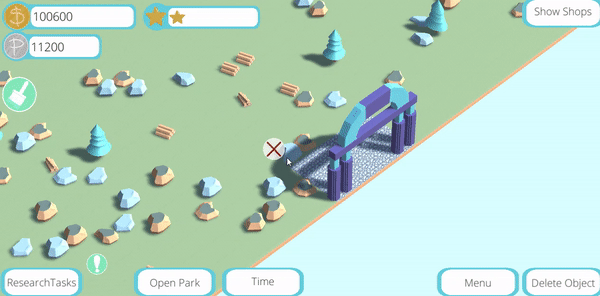 100600
Show Shops
11200
ResearchTasks
Open Park
Time
Menu
Delete Object